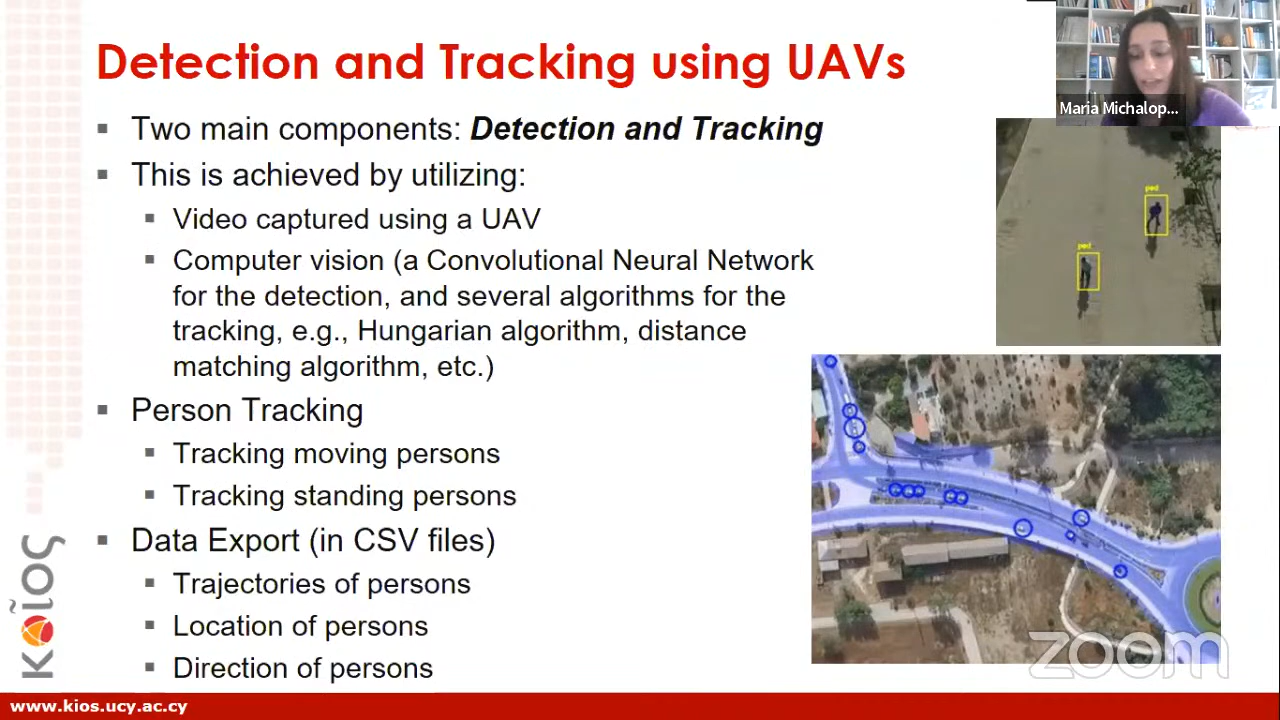 Detection and Tracking using UAVs
Maria Michalop...
▪ Two main components: Detection and Tracking
▪ This is achieved by utilizing:
▪ Video captured using a UAV
▪ Computer vision (a Convolutional Neural Network
for the detection, and several algorithms for the
tracking, e.g., Hungarian algorithm, distance
matching algorithm, etc.)
▪ Person Tracking
▪ Tracking moving persons
▪ Tracking standing persons
▪ Data Export (in CSV files)
▪ Trajectories of persons
▪ Location of persons
▪ Direction of persons
ped
ped
κοῖος
zoom
www.kios.ucy.ac.cy